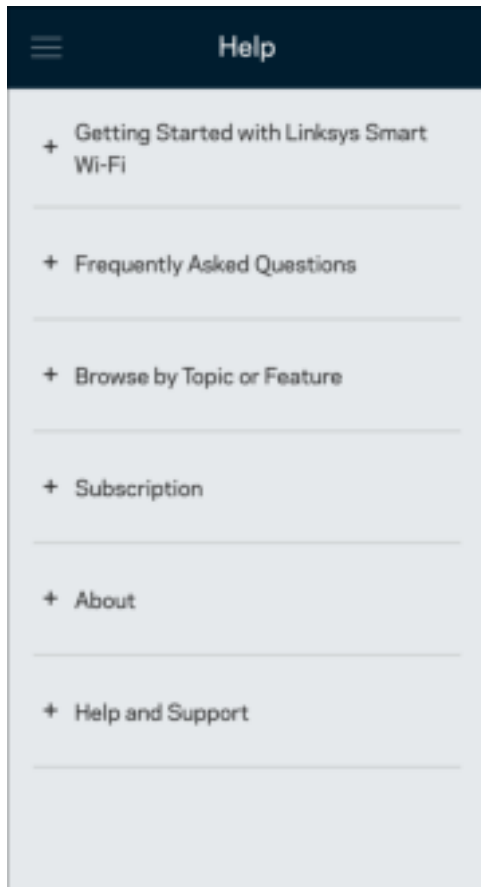 Help
+ Getting Started with Linksys Smart
Wi-Fi
+ Frequently Asked Questions
+ Browse by Topic or Feature
+ Subscription
+ About
+ Help and Support